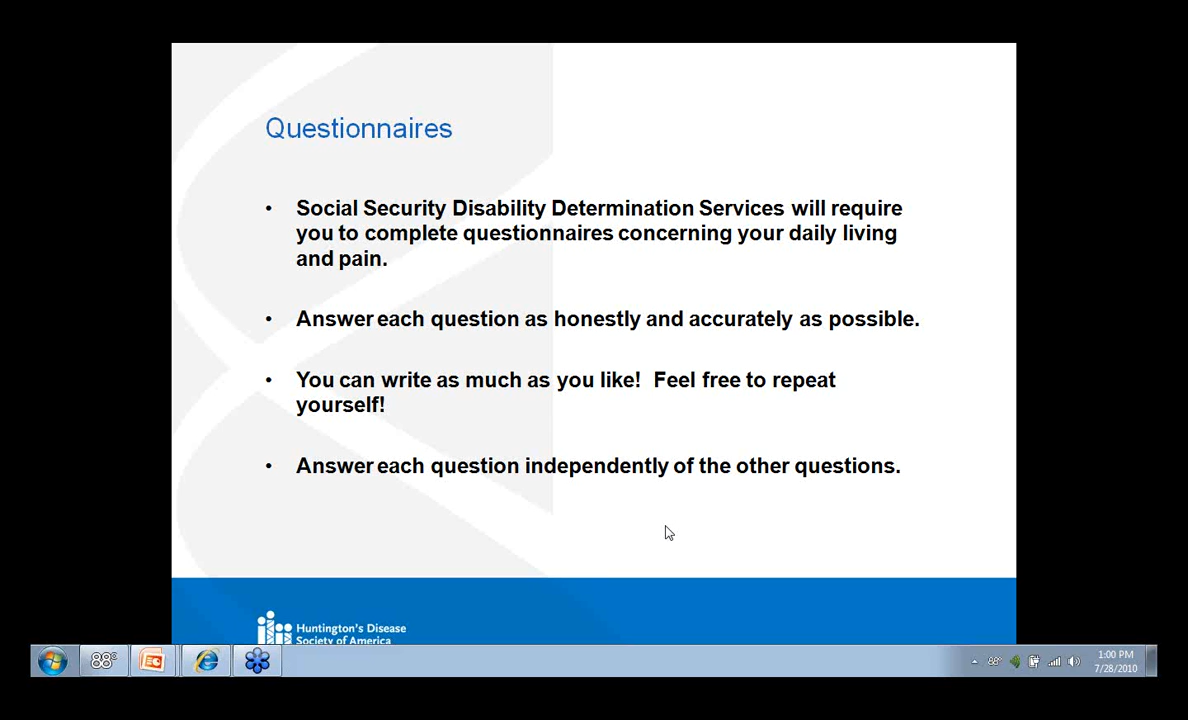 Questionnaires
• Social Security Disability Determination Services will require
you to complete questionnaires concerning your daily living
and pain.
• Answer each question as honestly and accurately as possible.
• You can write as much as you like!  Feel free to repeat
yourself!
• Answer each question independently of the other questions.
Huntington's Disease
Society of America
88° 88° 1:00 PM
7/28/2010